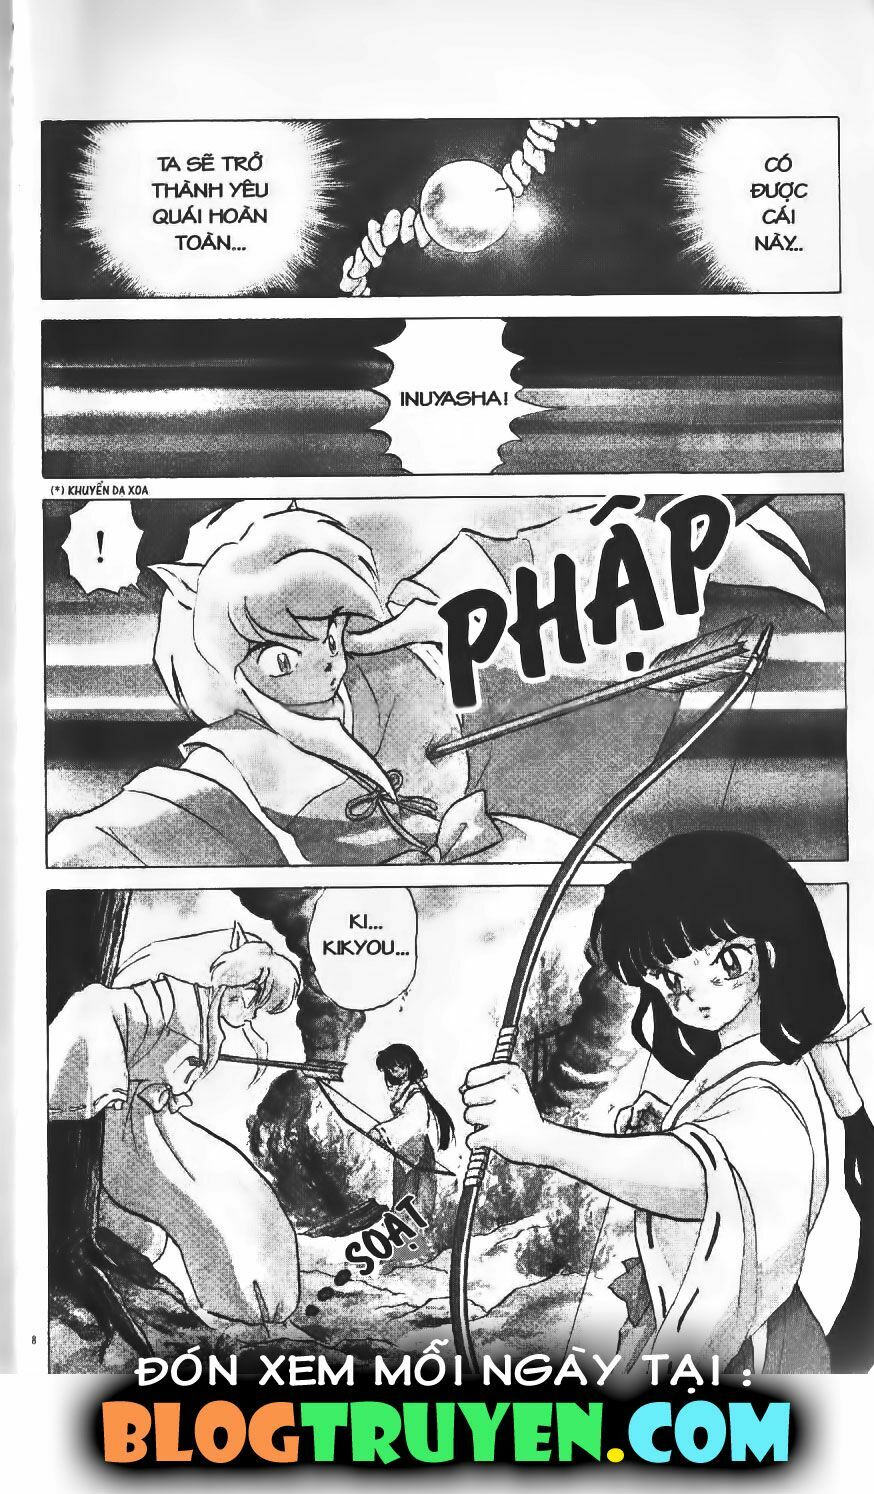 CÓ
ĐƯỢC
CÁI
NÀY...
TA SẼ TRỞ
THÀNH YÊU
QUÁI HOÀN
TOÀN...
INUYASHA!
(*) KHUYỂN DẠ XOA
!
PHẬP
KI...
KIKYOU...
SOẠT
8
ĐÓN XEM MỖI NGÀY TẠI :
BLOGTRUYEN.COM